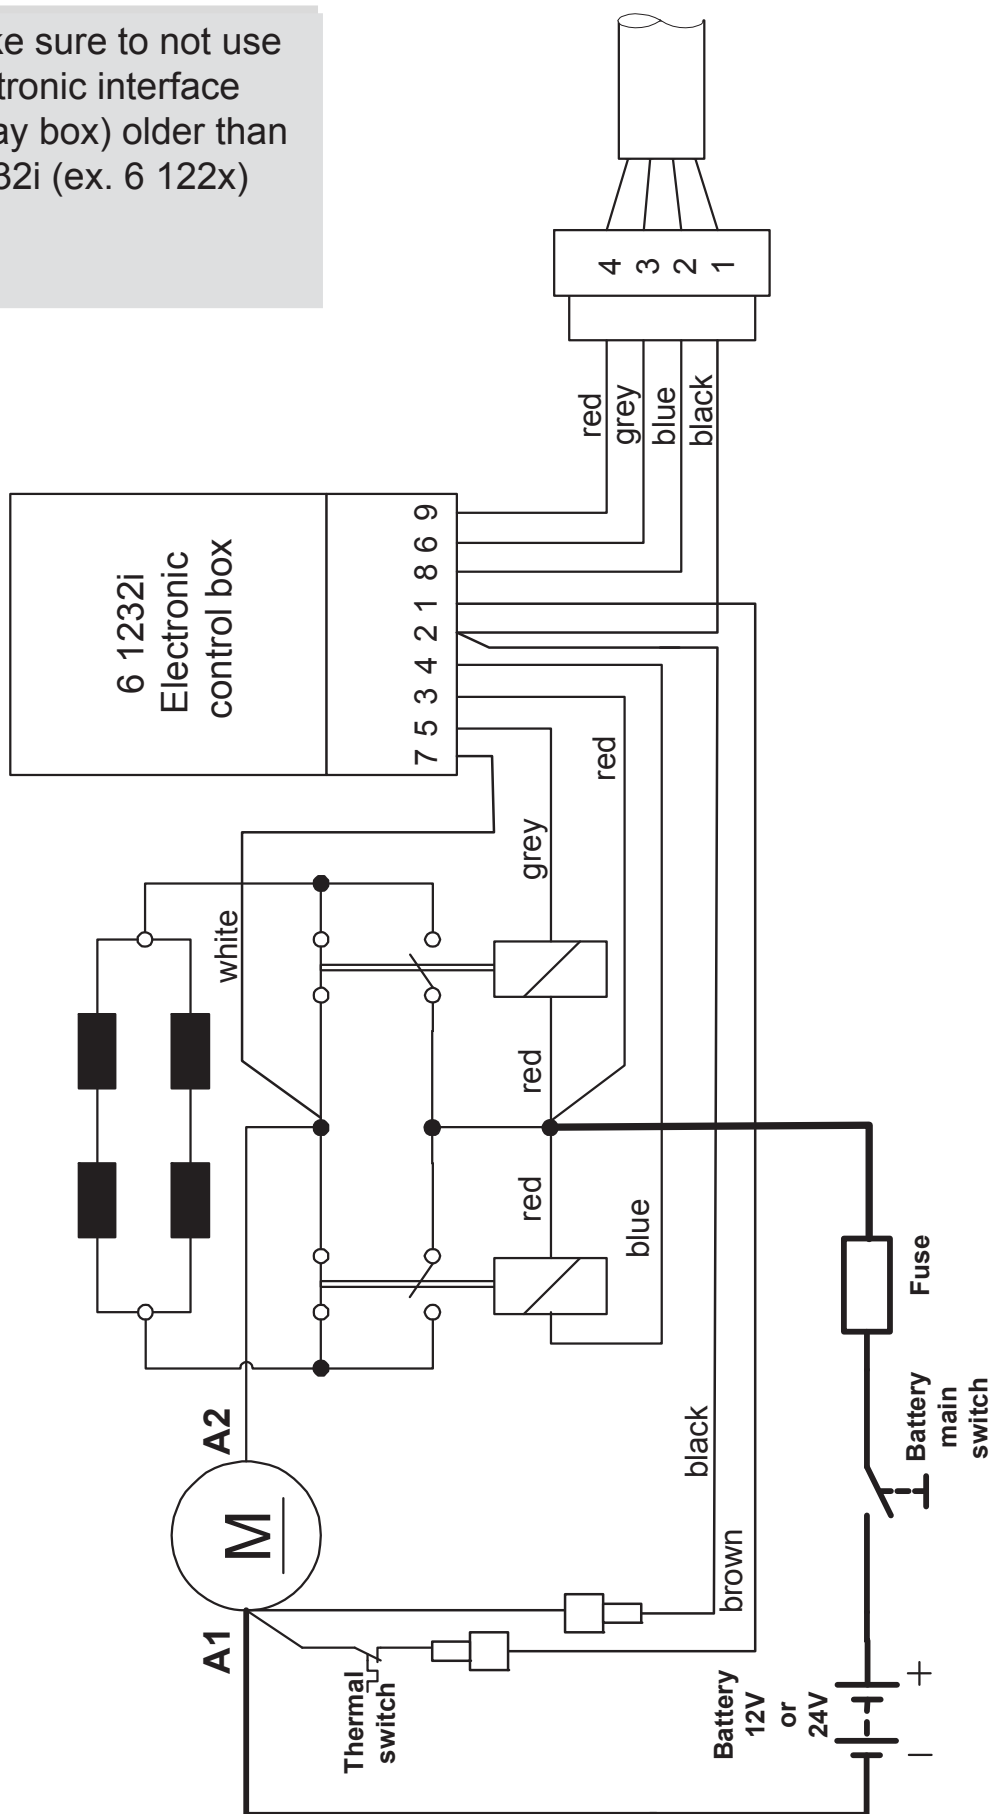 ke sure to not use
tronic interface
ay box) older than
32i (ex. 6 122x)
4
3
2
1
red
grey
blue
black
6 1232i
Electronic
control box
7 5 3 4 2 1 8 6 9
white
grey
red
red
red
blue
black
brown
A2
M
A1
Thermal
switch
Fuse
Battery
main
switch
Battery
12V
or
24V
+
–